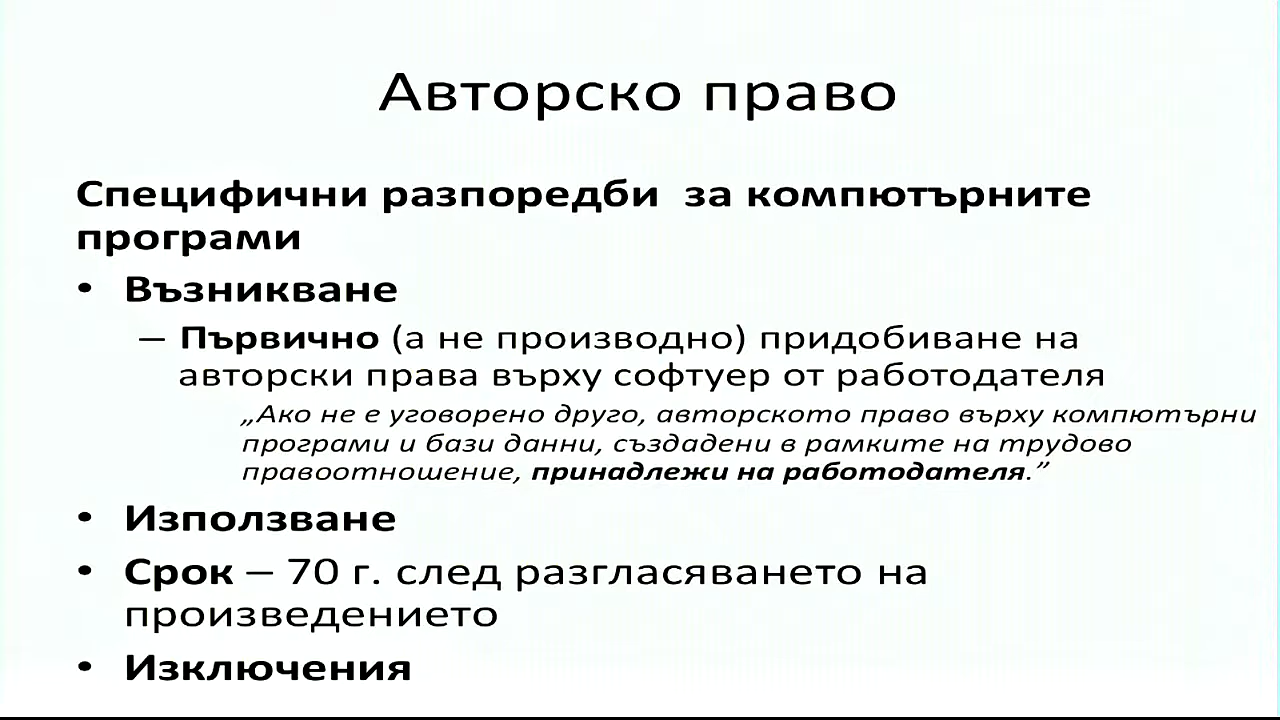 Авторско право
Специфични разпоредби за компютърните
програми
• Възникване
– Първично (а не производно) придобиване на
авторски права върху софтуер от работодателя
„Ако не е уговорено друго, авторското право върху компютърни
програми и бази данни, създадени в рамките на трудово
правоотношение, принадлежи на работодателя.”
• Използване
• Срок – 70 г. след разгласяването на
произведението
• Изключения